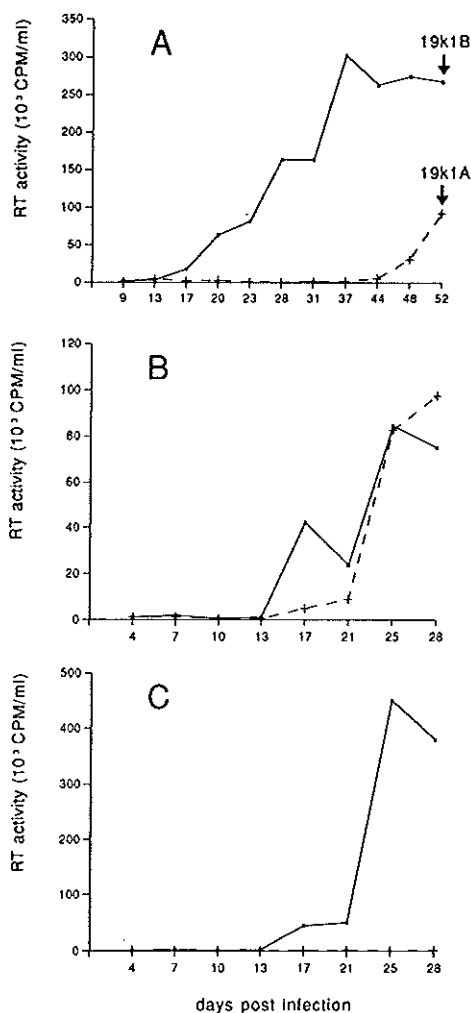 A
RT activity (10³ CPM/ml)
350
300
250
200
150
100
50
0
19k1B
19k1A
9 13 17 20 23 28 31 37 44 48 52
B
RT activity (10³ CPM/ml)
120
100
80
60
40
20
0
4 7 10 13 17 21 25 28
C
RT activity (10³ CPM/ml)
500
400
300
200
100
0
4 7 10 13 17 21 25 28
days post infection